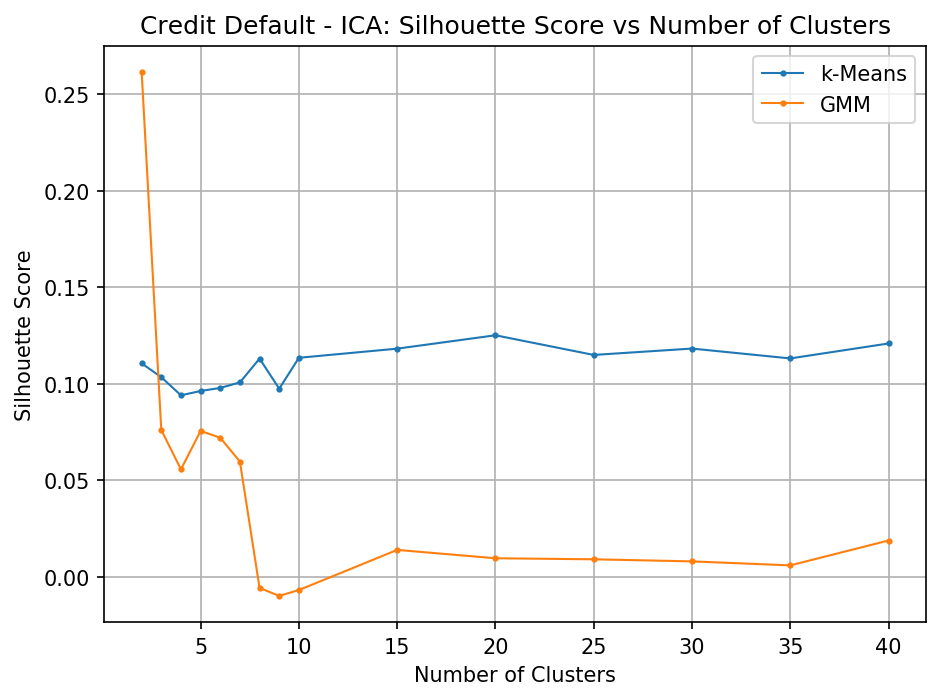 Credit Default - ICA: Silhouette Score vs Number of Clusters
k-Means
GMM
Silhouette Score
0.25
0.20
0.15
0.10
0.05
0.00
5 10 15 20 25 30 35 40
Number of Clusters